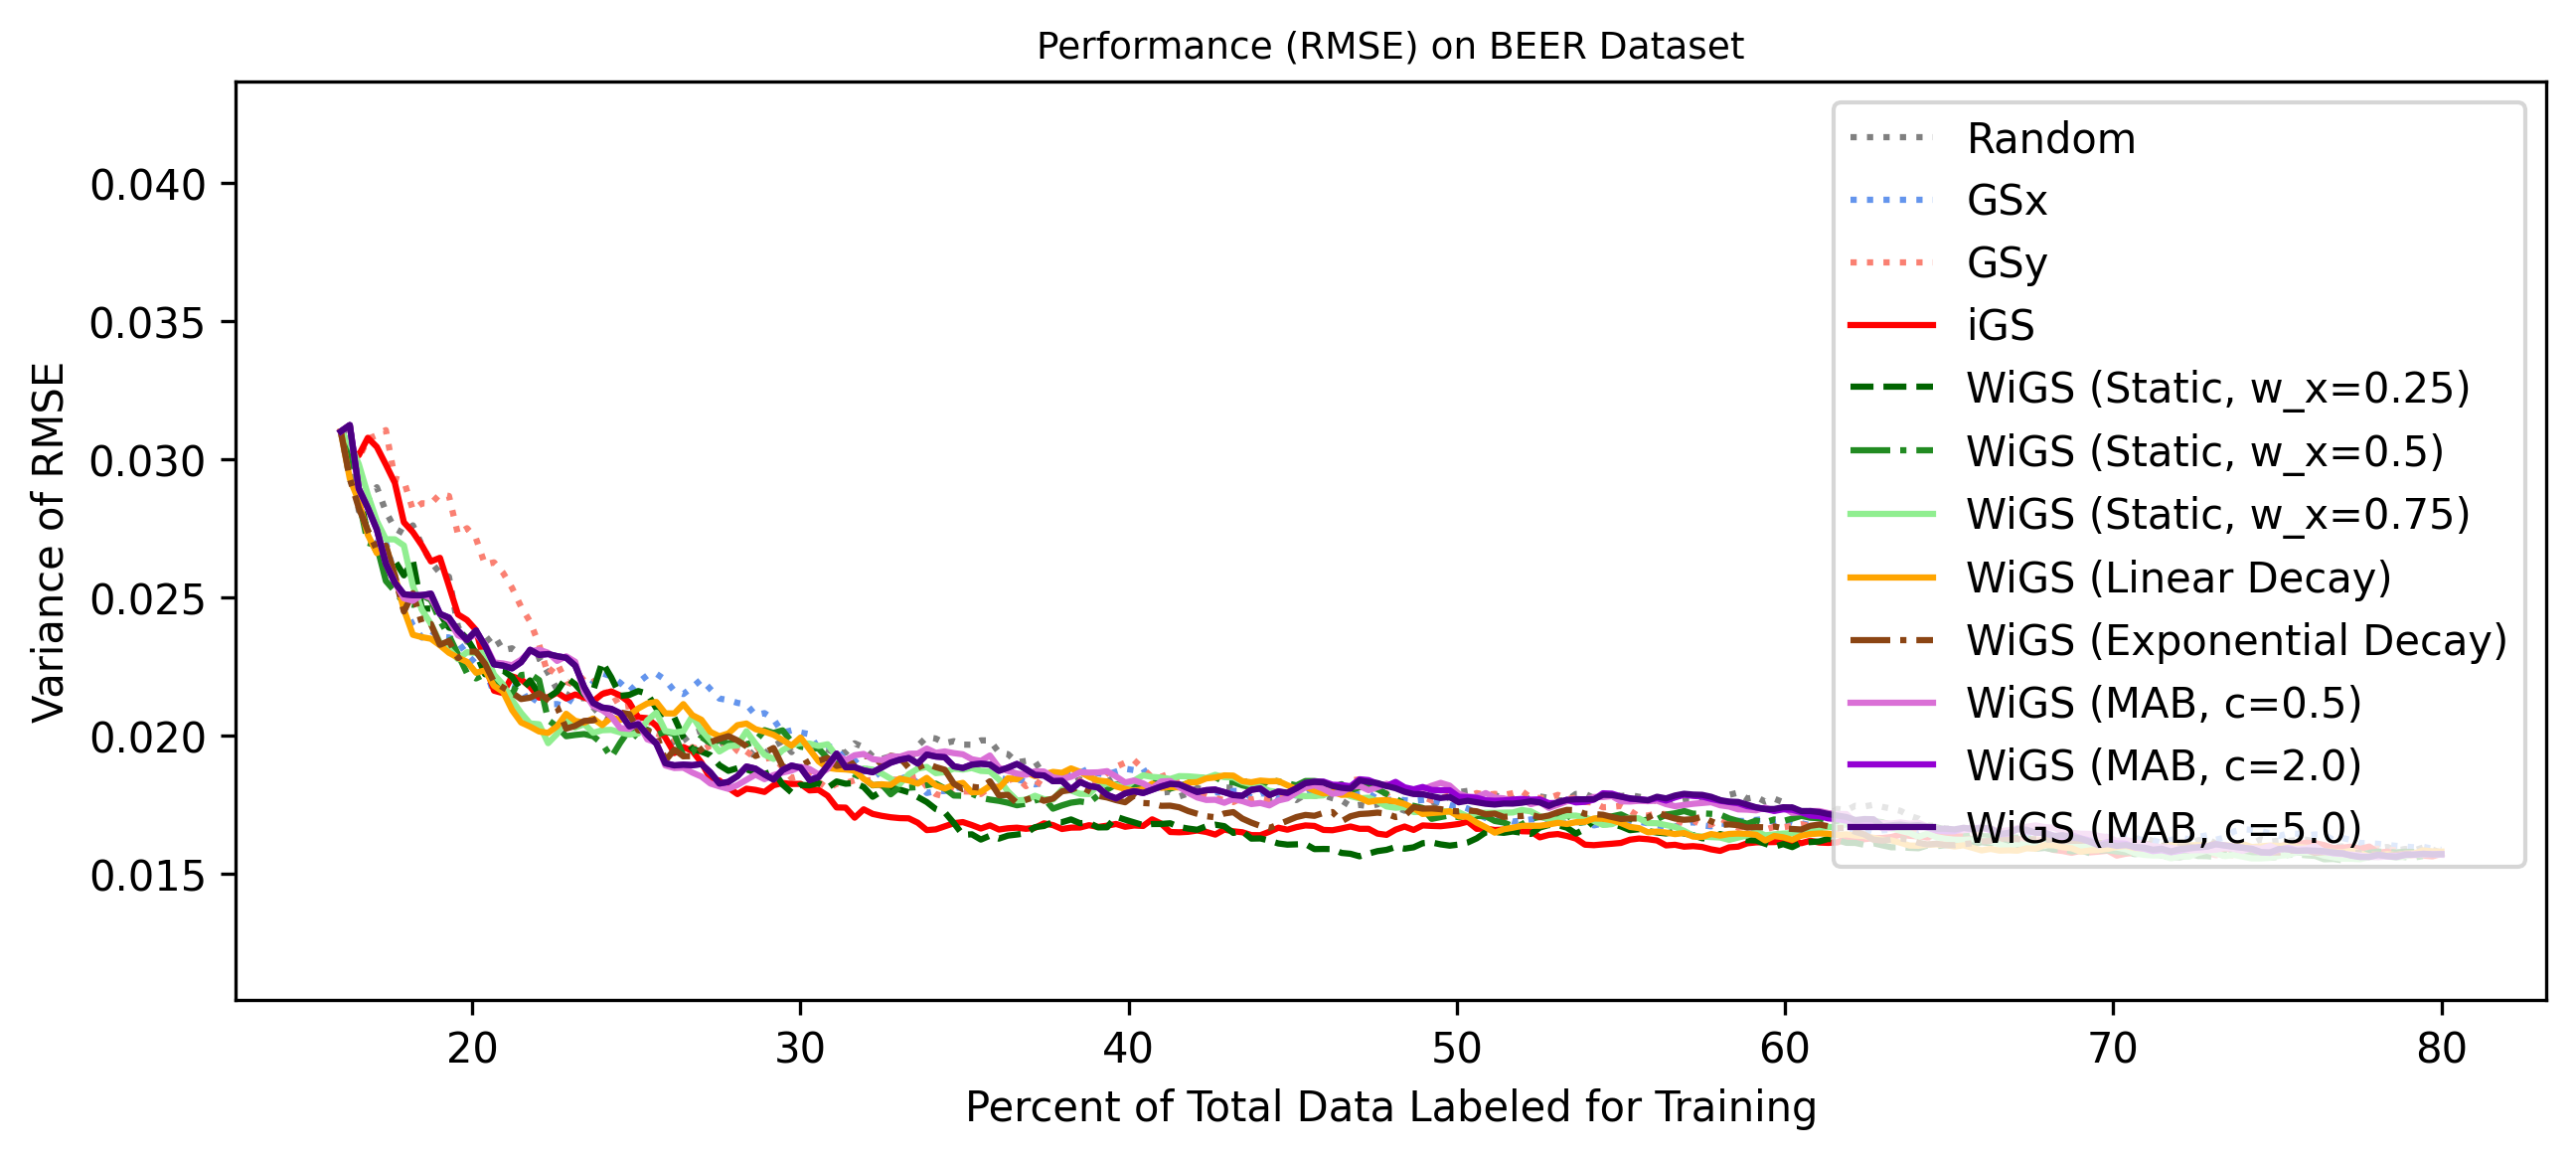 Performance (RMSE) on BEER Dataset
Variance of RMSE
0.040
0.035
0.030
0.025
0.020
0.015
Random
GSx
GSy
iGS
WiGS (Static, w_x=0.25)
WiGS (Static, w_x=0.5)
WiGS (Static, w_x=0.75)
WiGS (Linear Decay)
WiGS (Exponential Decay)
WiGS (MAB, c=0.5)
WiGS (MAB, c=2.0)
WiGS (MAB, c=5.0)
20 30 40 50 60 70 80
Percent of Total Data Labeled for Training